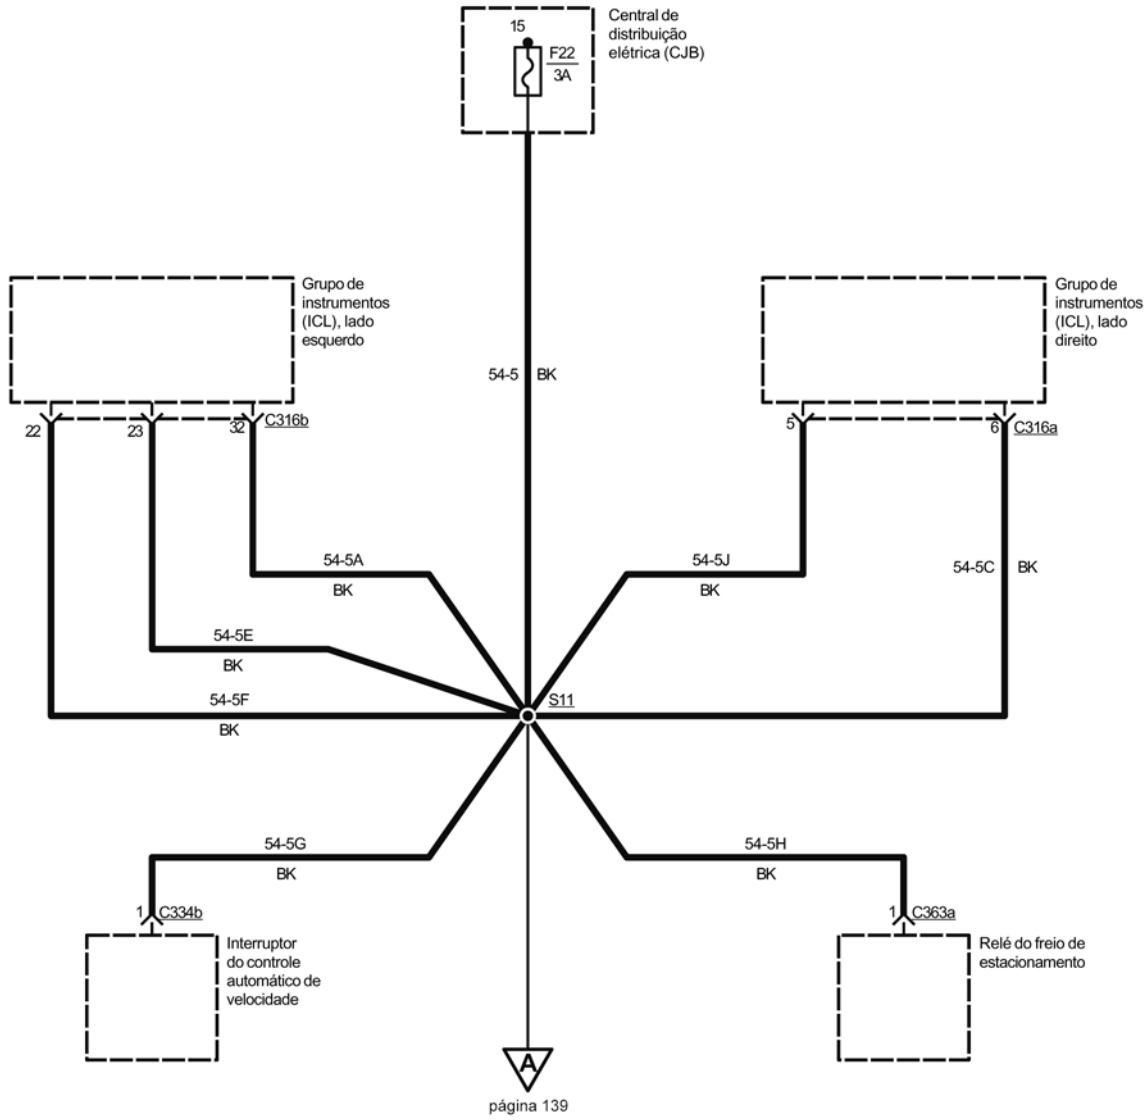 Central de
distribuição
elétrica (CJB)
15
F22
3A
Grupo de
instrumentos
(ICL), lado
esquerdo
Grupo de
instrumentos
(ICL), lado
direito
54-5 BK
22 23 32 C316b
5 6 C316a
54-5A
BK
54-5J
BK
54-5C BK
54-5E
BK
54-5F
BK
S11
54-5G
BK
54-5H
BK
1 C334b
1 C363a
Interruptor
do controle
automático de
velocidade
Relé do freio de
estacionamento
A
página 139